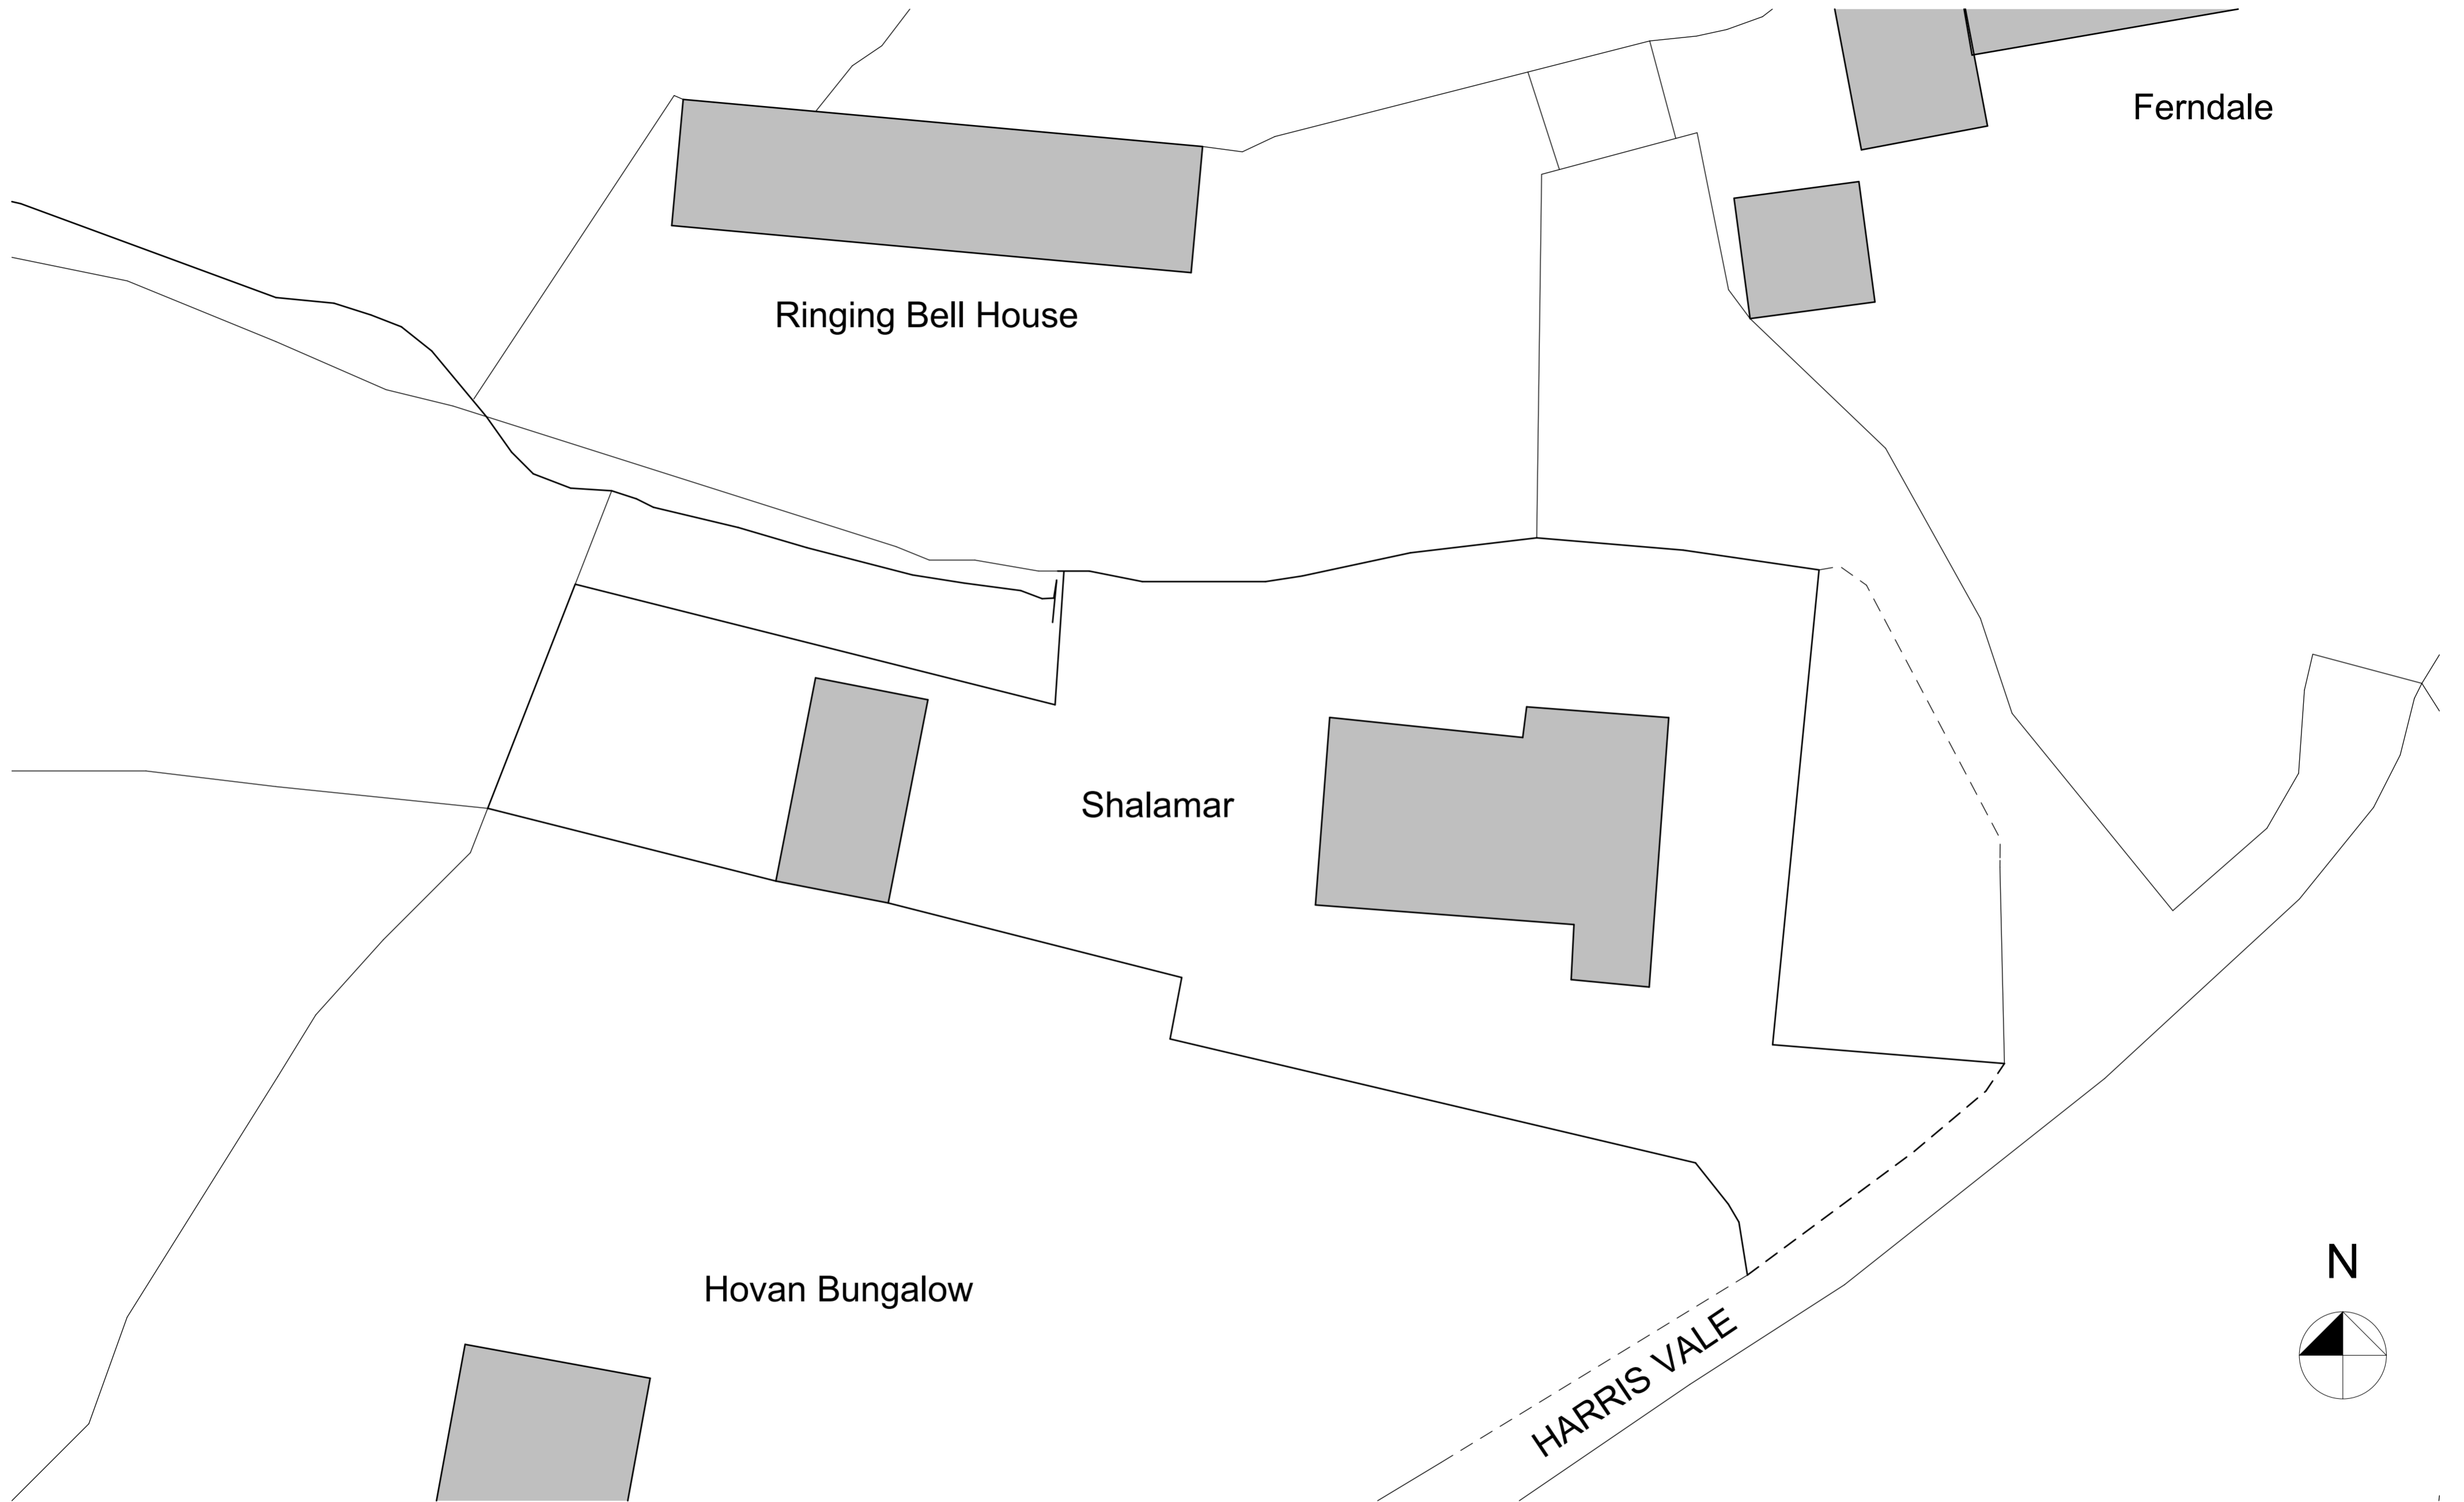 Ferndale
Ringing Bell House
Shalamar
Hovan Bungalow
N
HARRIS VALE